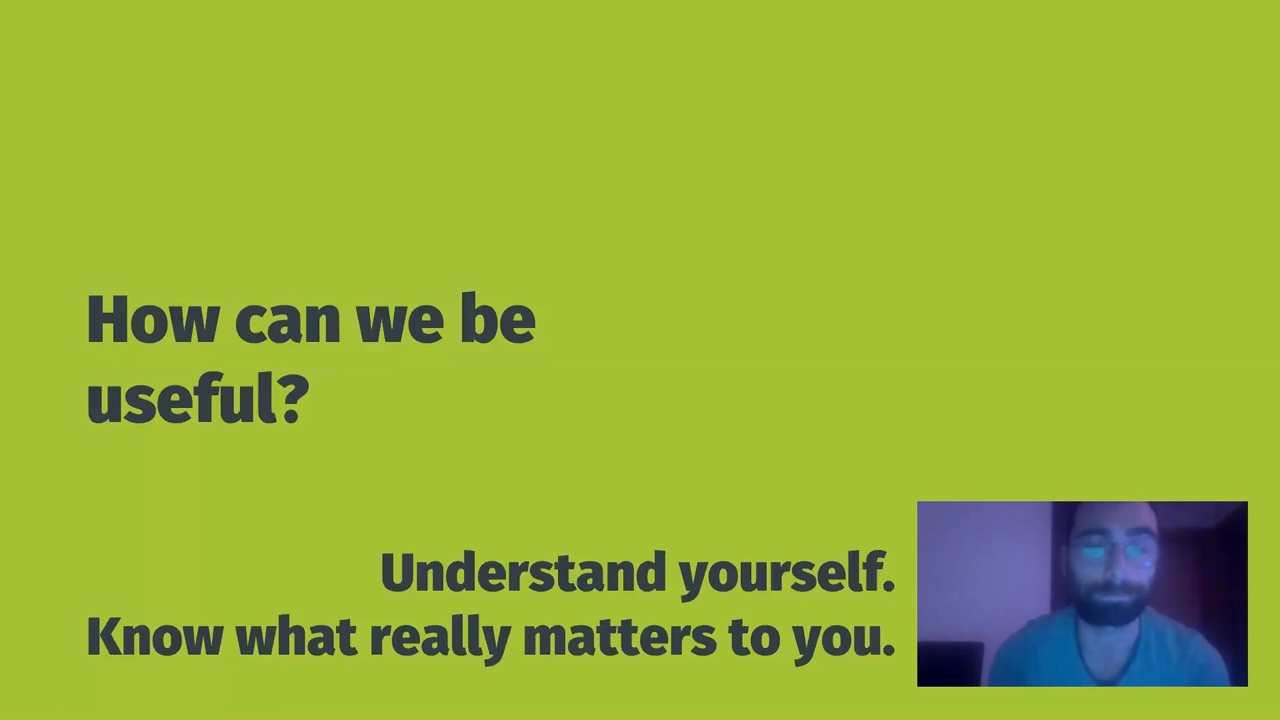 How can we be
useful?
Understand yourself.
Know what really matters to you.